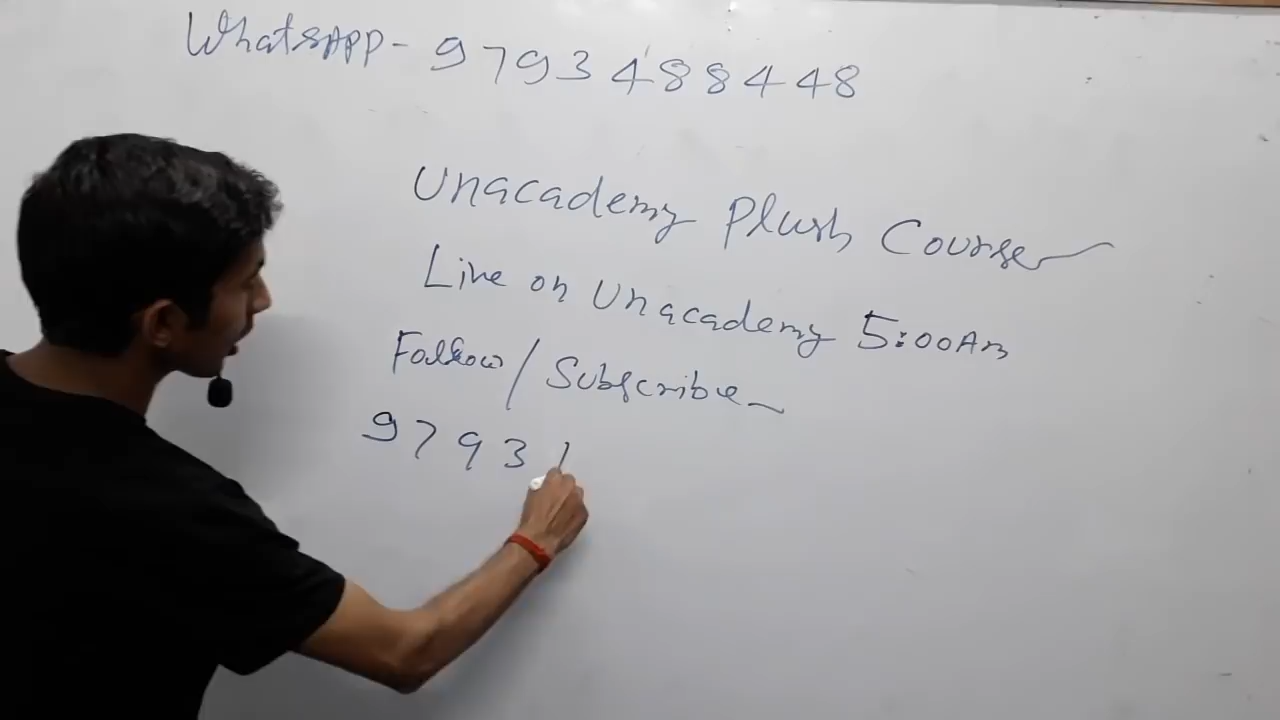 WhatsAPP - 9793488448
Unacademy Plush Course
Live on Unacademy 5:00Am
Follow / Subscribe
9793